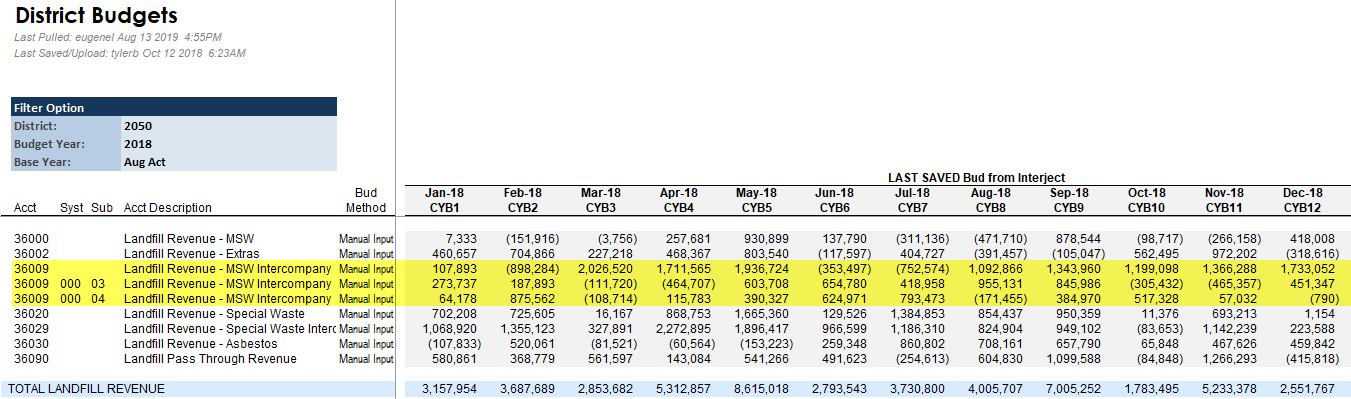 District Budgets
Last Pulled: eugenel Aug 13 2019 4:55PM
Last Saved/Upload: tylerb Oct 12 2018 6:23AM
Filter Option
District: 2050
Budget Year: 2018
Base Year: Aug Act
LAST SAVED Bud from Interject
Bud Jan-18 Feb-18 Mar-18 Apr-18 May-18 Jun-18 Jul-18 Aug-18 Sep-18 Oct-18 Nov-18 Dec-18
Acct Syst Sub Acct Description Method CYB1 CYB2 CYB3 CYB4 CYB5 CYB6 CYB7 CYB8 CYB9 CYB10 CYB11 CYB12
36000 Landfill Revenue - MSW Manual Input 7,333 (151,916) (3,756) 257,681 930,899 137,790 (311,136) (471,710) 878,544 (98,717) (266,158) 418,008
36002 Landfill Revenue - Extras Manual Input 460,657 704,866 227,218 468,367 803,540 (117,597) 404,727 (391,457) (105,047) 562,495 972,202 (318,616)
36009 Landfill Revenue - MSW Intercompany Manual Input 107,893 (898,284) 2,026,520 1,711,565 1,936,724 (353,497) (752,574) 1,092,866 1,343,960 1,199,098 1,366,288 1,733,052
36009 000 03 Landfill Revenue - MSW Intercompany Manual Input 273,737 187,893 (111,720) (464,707) 603,708 654,780 418,958 955,131 845,986 (305,432) (465,357) 451,347
36009 000 04 Landfill Revenue - MSW Intercompany Manual Input 64,178 875,562 (108,714) 115,783 390,327 624,971 793,473 (171,455) 384,970 517,328 57,032 (790)
36020 Landfill Revenue - Special Waste Manual Input 702,208 725,605 16,167 868,753 1,665,360 129,526 1,384,853 854,437 950,359 11,376 693,213 1,154
36029 Landfill Revenue - Special Waste Interc Manual Input 1,068,920 1,355,123 327,891 2,272,895 1,896,417 966,599 1,186,310 824,904 949,102 (83,653) 1,142,239 223,588
36030 Landfill Revenue - Asbestos Manual Input (107,833) 520,061 (81,521) (60,564) (153,223) 259,348 860,802 708,161 657,790 65,848 467,626 459,842
36090 Landfill Pass Through Revenue Manual Input 580,861 368,779 561,597 143,084 541,266 491,623 (254,613) 604,830 1,099,588 (84,848) 1,266,293 (415,818)
TOTAL LANDFILL REVENUE 3,157,954 3,687,689 2,853,682 5,312,857 8,615,018 2,793,543 3,730,800 4,005,707 7,005,252 1,783,495 5,233,378 2,551,767